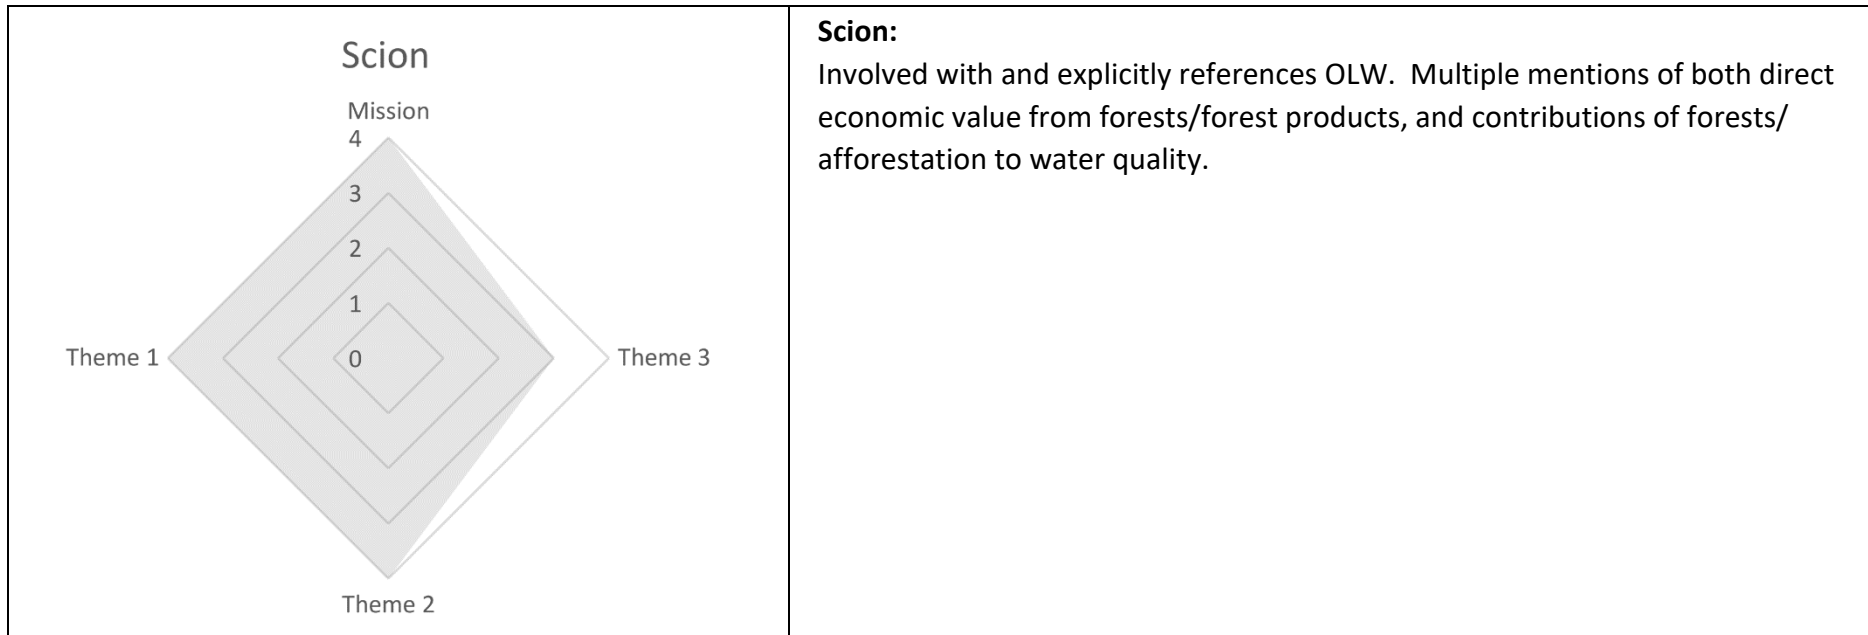 Scion
Mission
4
3
2
1
0
Theme 1
Theme 3
Theme 2
Scion:
Involved with and explicitly references OLW.  Multiple mentions of both direct
economic value from forests/forest products, and contributions of forests/
afforestation to water quality.